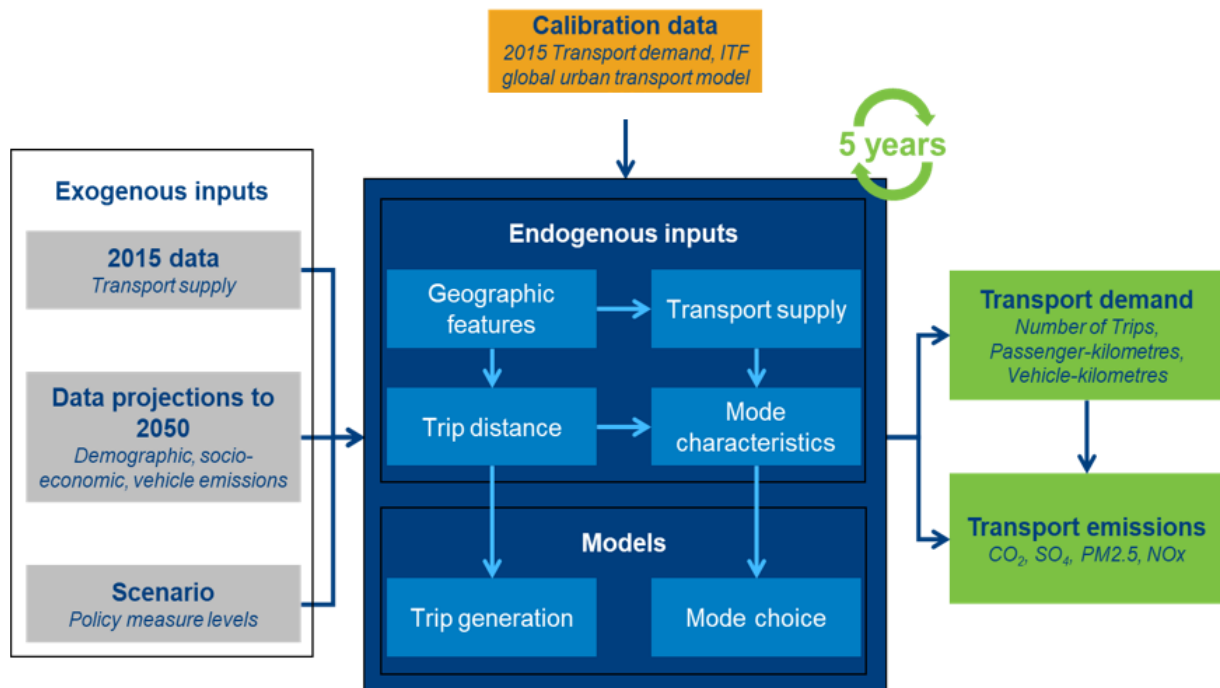 Calibration data
2015 Transport demand, ITF
global urban transport model
5 years
Exogenous inputs
2015 data
Transport supply
Data projections to
2050
Demographic, socio-
economic, vehicle emissions
Scenario
Policy measure levels
Endogenous inputs
Geographic
features
Transport supply
Trip distance
Mode
characteristics
Models
Trip generation
Mode choice
Transport demand
Number of Trips,
Passenger-kilometres,
Vehicle-kilometres
Transport emissions
CO₂, SO₄, PM2.5, NOx